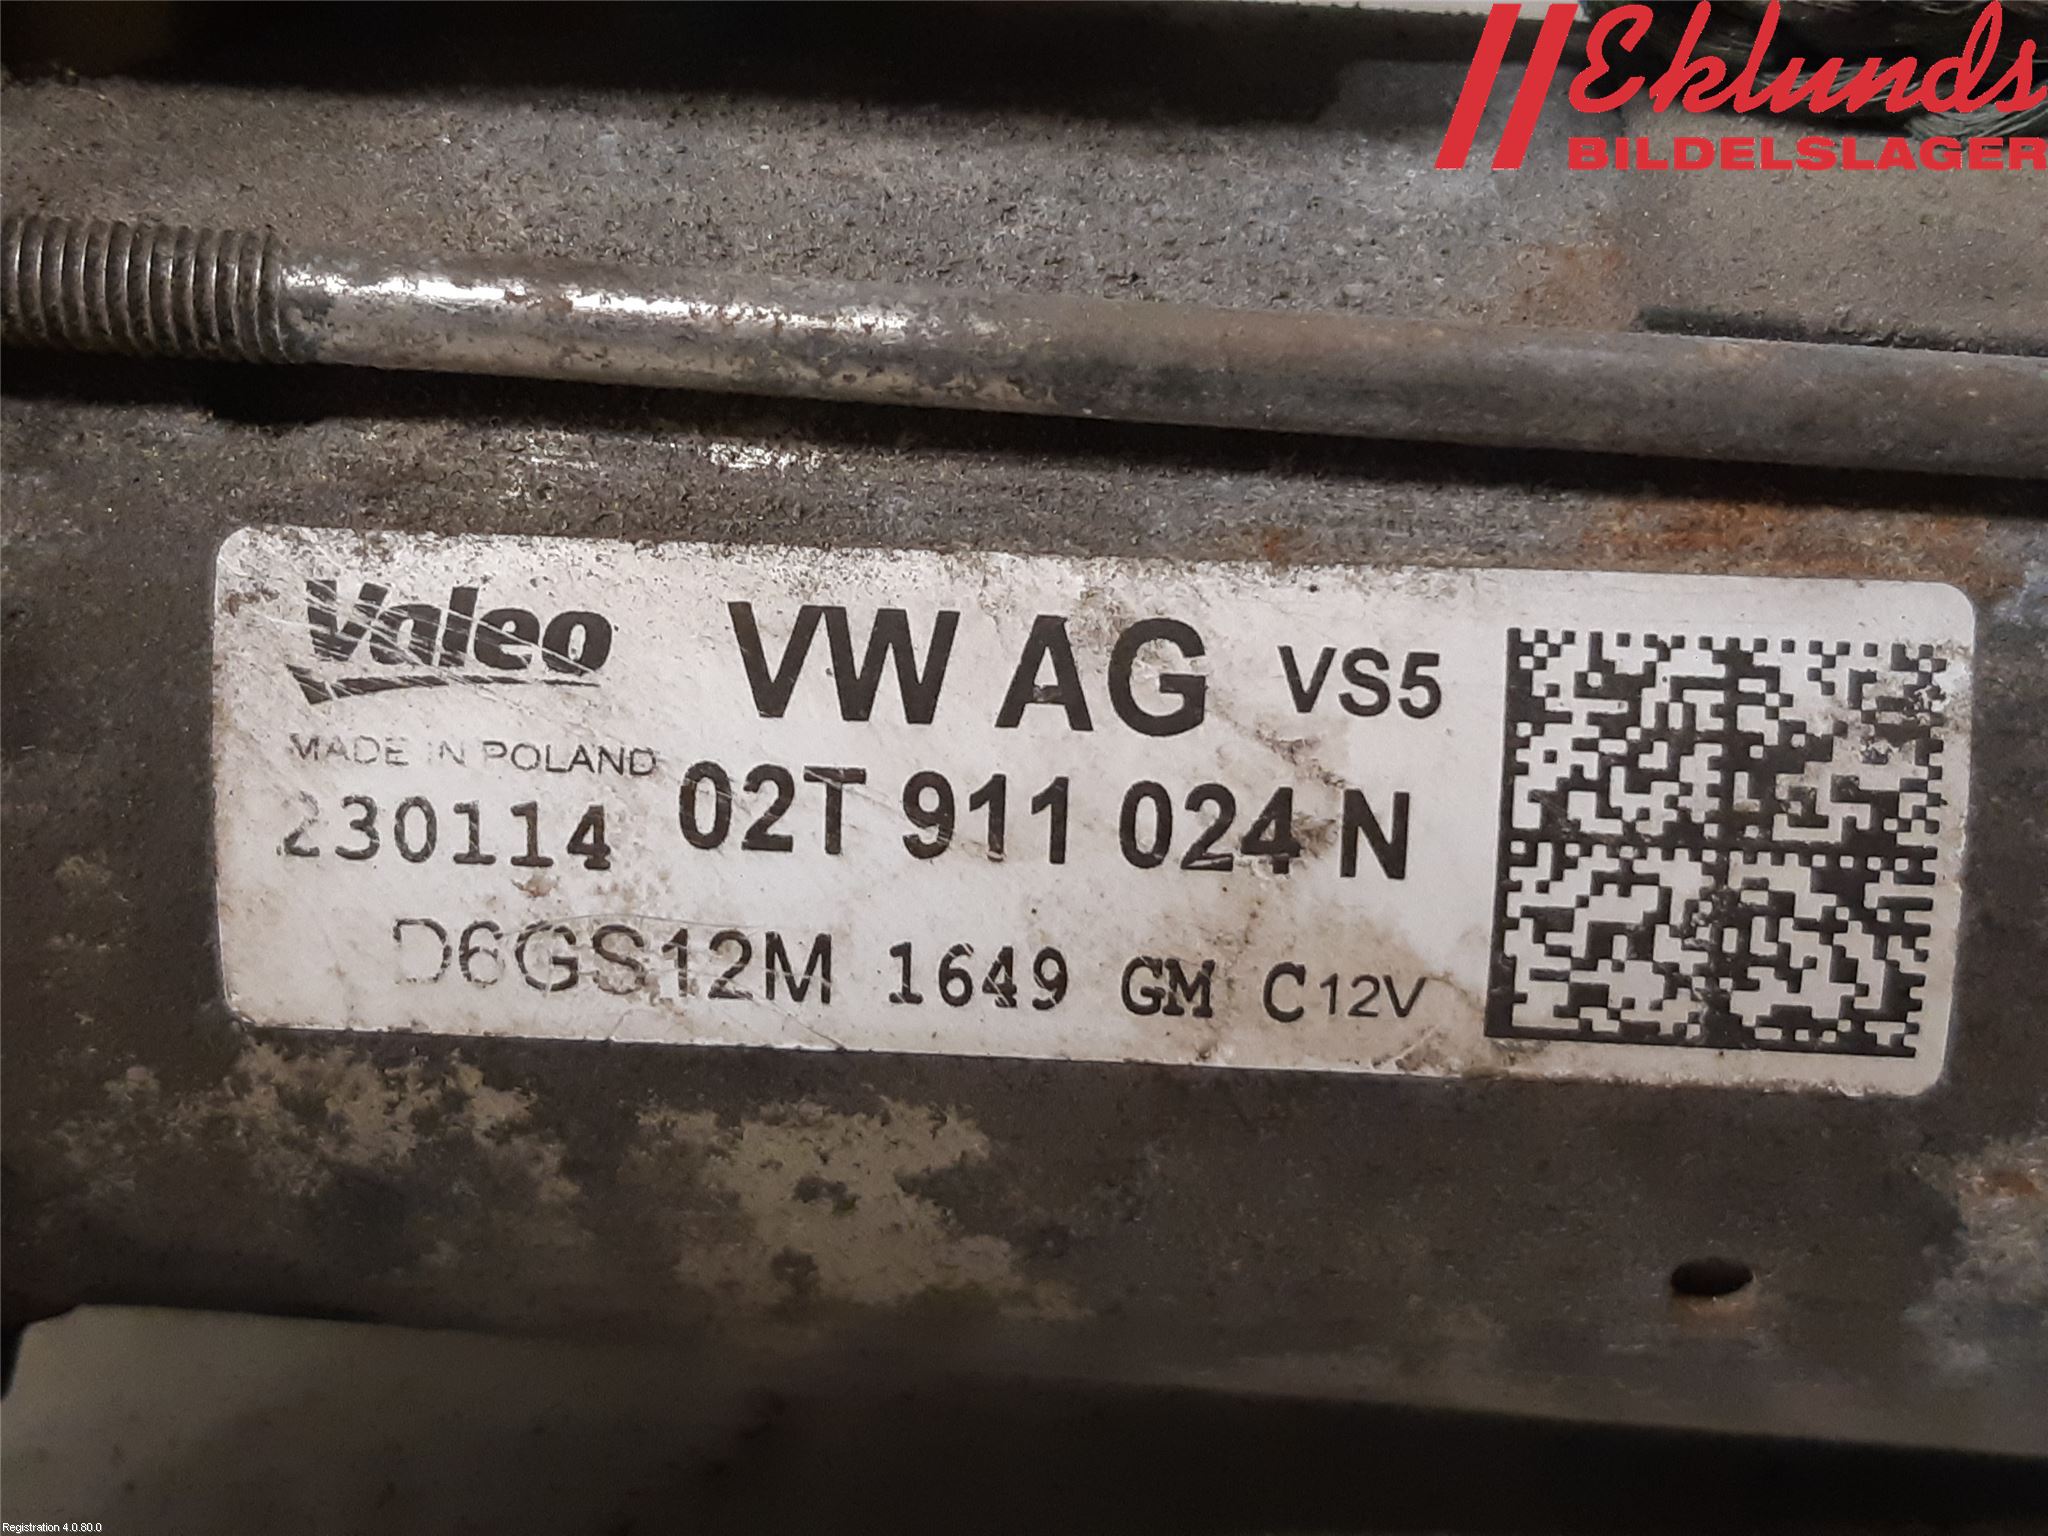 Eklunds
BILDELSLAGER
Valeo
VW AG VS5
MADE IN POLAND
230114 02T 911 024 N
D6GS12M 1649 GM C 12V
Registration 4.0.80.0